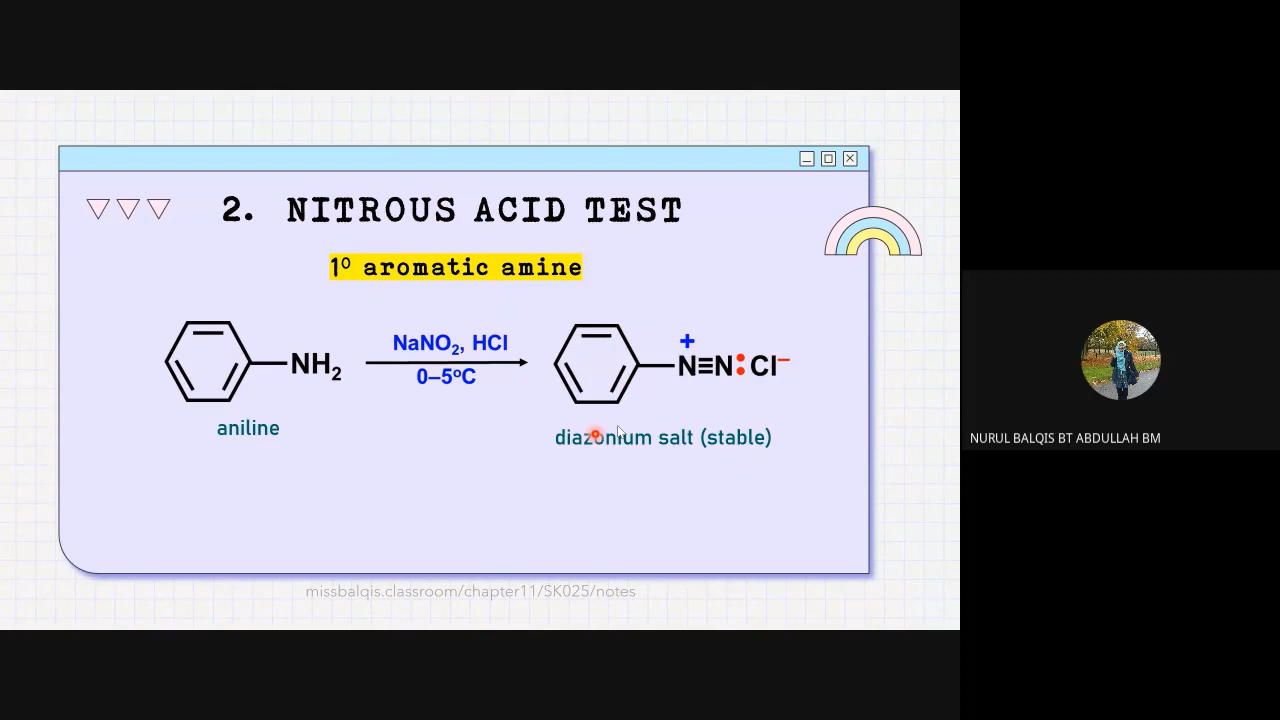 2. NITROUS ACID TEST
1⁰ aromatic amine
NH₂
NaNO₂, HCl
0–5ºC
+
N≡N:Cl⁻
aniline
diazonium salt (stable)
missbalqis.classroom/chapter11/SK025/notes
NURUL BALQIS BT ABDULLAH BM